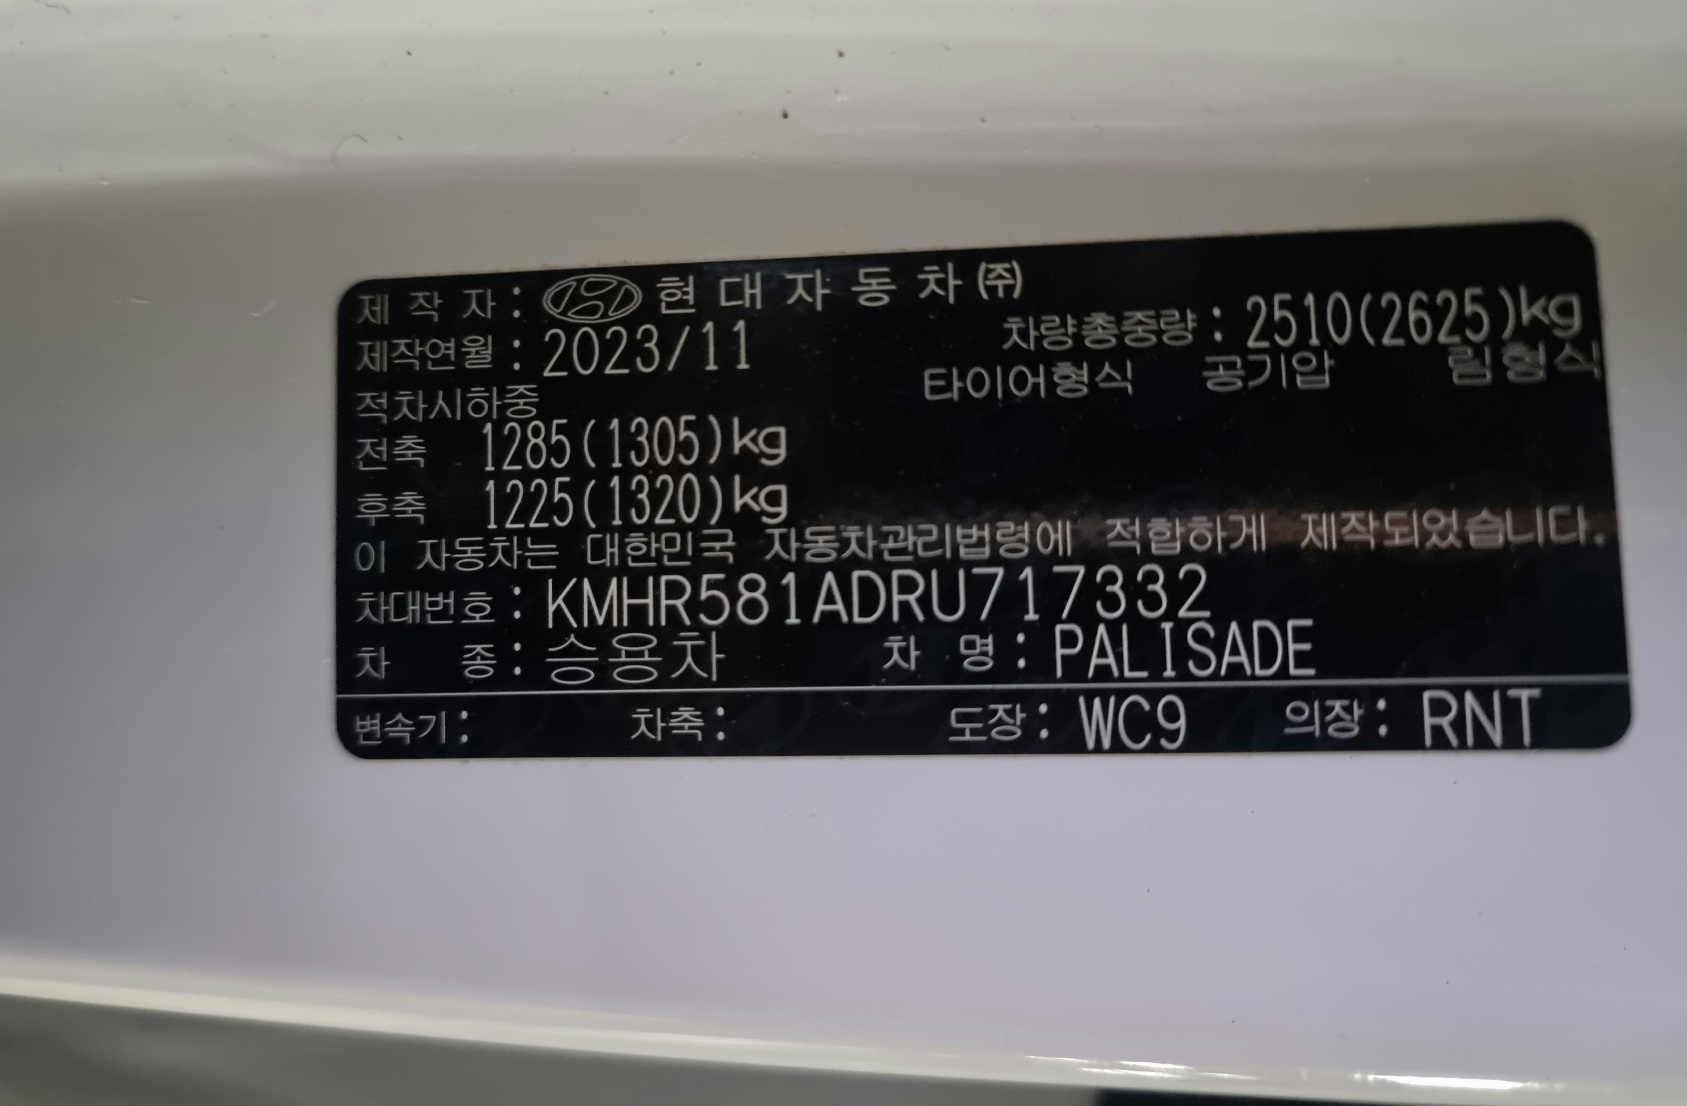 제 작 자 : 현 대 자 동 차 ㈜
제작연월 : 2023/11 차량총중량 : 2510(2625)kg
적차시하중 타이어형식 공기압 림형식
전축 1285(1305)kg
후축 1225(1320)kg
이 자동차는 대한민국 자동차관리법령에 적합하게 제작되었습니다.
차대번호 : KMHR581ADRU717332
차 종 : 승용차 차 명 : PALISADE
변속기 : 차축 : 도장 : WC9 의장 : RNT